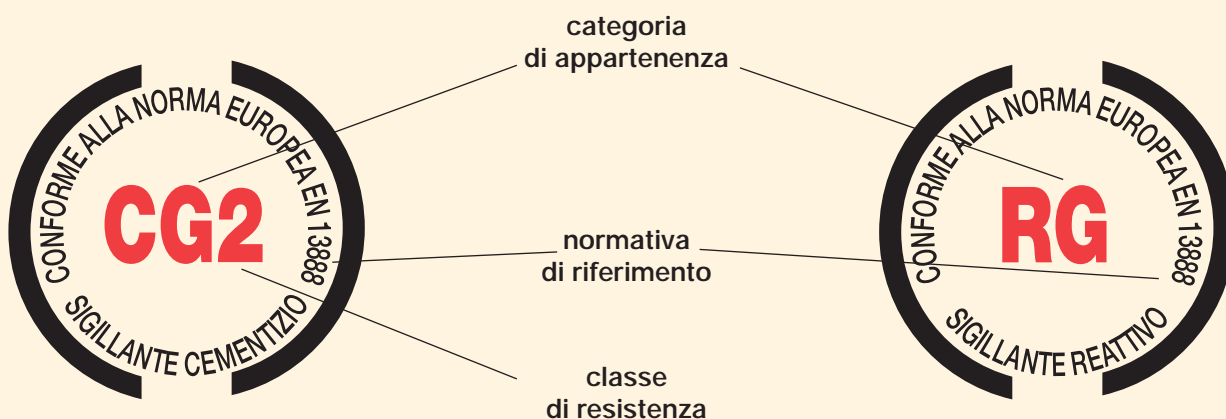 categoria
di appartenenza
CONFORME ALLA NORMA EUROPEA EN 13888
CG2
SIGILLANTE CEMENTIZIO
normativa
di riferimento
classe
di resistenza
CONFORME ALLA NORMA EUROPEA EN 13888
RG
SIGILLANTE REATTIVO